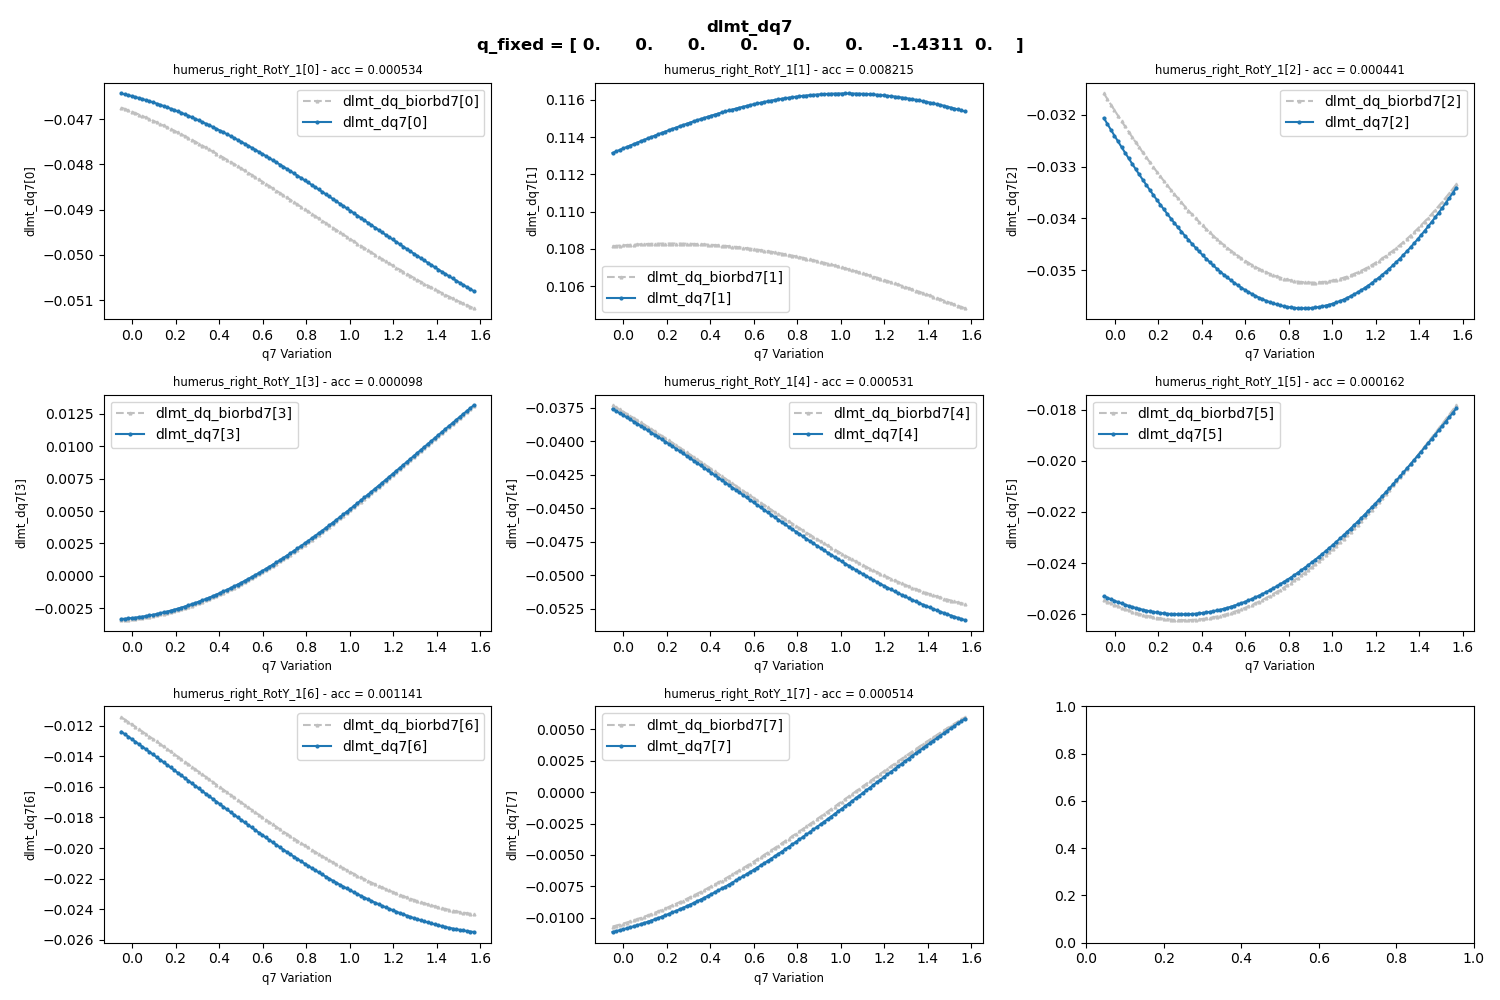 dlmt_dq7
q_fixed = [ 0. 0. 0. 0. 0. 0. -1.4311 0. ]
humerus_right_RotY_1[0] - acc = 0.000534
dlmt_dq7[0]
−0.047
−0.048
−0.049
−0.050
−0.051
dlmt_dq_biorbd7[0]
dlmt_dq7[0]
0.0 0.2 0.4 0.6 0.8 1.0 1.2 1.4 1.6
q7 Variation
humerus_right_RotY_1[1] - acc = 0.008215
dlmt_dq7[1]
0.116
0.114
0.112
0.110
0.108
0.106
dlmt_dq_biorbd7[1]
dlmt_dq7[1]
0.0 0.2 0.4 0.6 0.8 1.0 1.2 1.4 1.6
q7 Variation
humerus_right_RotY_1[2] - acc = 0.000441
dlmt_dq7[2]
−0.032
−0.033
−0.034
−0.035
dlmt_dq_biorbd7[2]
dlmt_dq7[2]
0.0 0.2 0.4 0.6 0.8 1.0 1.2 1.4 1.6
q7 Variation
humerus_right_RotY_1[3] - acc = 0.000098
dlmt_dq7[3]
0.0125
0.0100
0.0075
0.0050
0.0025
0.0000
−0.0025
dlmt_dq_biorbd7[3]
dlmt_dq7[3]
0.0 0.2 0.4 0.6 0.8 1.0 1.2 1.4 1.6
q7 Variation
humerus_right_RotY_1[4] - acc = 0.000531
dlmt_dq7[4]
−0.0375
−0.0400
−0.0425
−0.0450
−0.0475
−0.0500
−0.0525
dlmt_dq_biorbd7[4]
dlmt_dq7[4]
0.0 0.2 0.4 0.6 0.8 1.0 1.2 1.4 1.6
q7 Variation
humerus_right_RotY_1[5] - acc = 0.000162
dlmt_dq7[5]
−0.018
−0.020
−0.022
−0.024
−0.026
dlmt_dq_biorbd7[5]
dlmt_dq7[5]
0.0 0.2 0.4 0.6 0.8 1.0 1.2 1.4 1.6
q7 Variation
humerus_right_RotY_1[6] - acc = 0.001141
dlmt_dq7[6]
−0.012
−0.014
−0.016
−0.018
−0.020
−0.022
−0.024
−0.026
dlmt_dq_biorbd7[6]
dlmt_dq7[6]
0.0 0.2 0.4 0.6 0.8 1.0 1.2 1.4 1.6
q7 Variation
humerus_right_RotY_1[7] - acc = 0.000514
dlmt_dq7[7]
0.0050
0.0025
0.0000
−0.0025
−0.0050
−0.0075
−0.0100
dlmt_dq_biorbd7[7]
dlmt_dq7[7]
0.0 0.2 0.4 0.6 0.8 1.0 1.2 1.4 1.6
q7 Variation
1.0
0.8
0.6
0.4
0.2
0.0
0.0 0.2 0.4 0.6 0.8 1.0